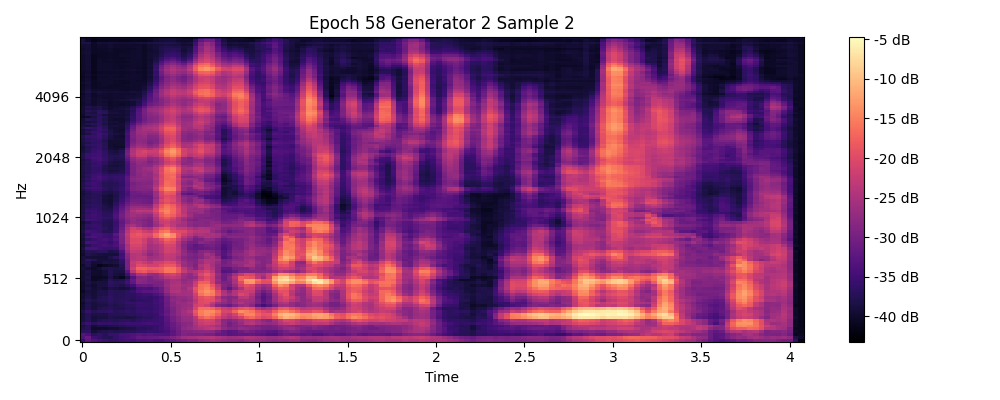 Epoch 58 Generator 2 Sample 2
Hz
4096
2048
1024
512
0
0 0.5 1 1.5 2 2.5 3 3.5 4
Time
-5 dB
-10 dB
-15 dB
-20 dB
-25 dB
-30 dB
-35 dB
-40 dB